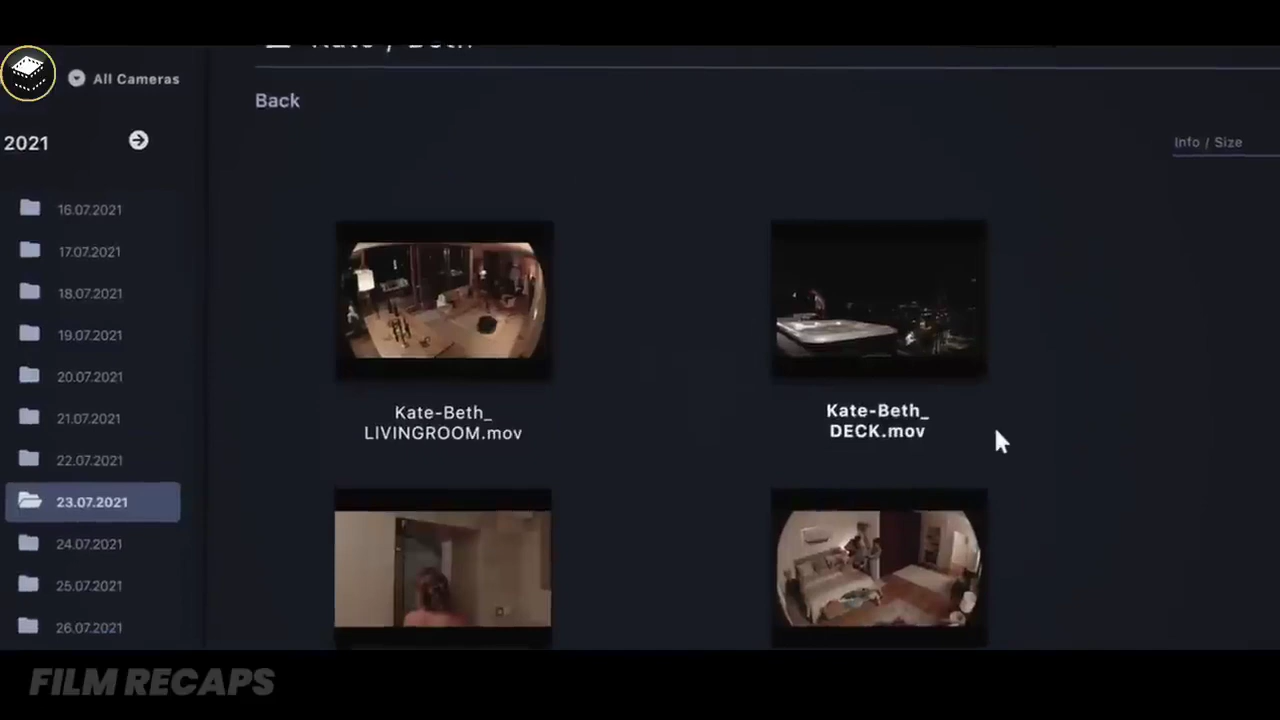 Kate / Beth
All Cameras
Back
2021
Info / Size
16.07.2021
17.07.2021
18.07.2021
19.07.2021
20.07.2021
21.07.2021
22.07.2021
23.07.2021
24.07.2021
25.07.2021
26.07.2021
Kate-Beth_
LIVINGROOM.mov
Kate-Beth_
DECK.mov
FILM RECAPS